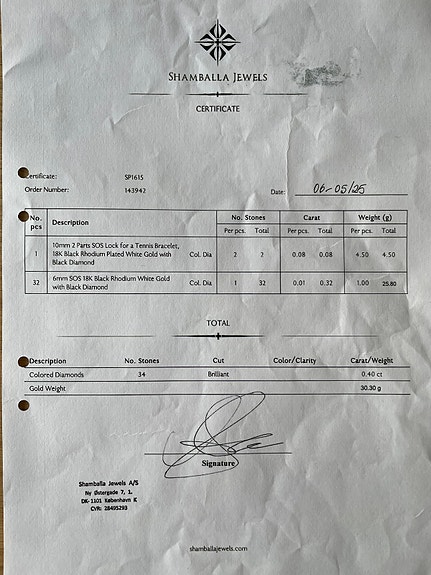 SHAMBALLA JEWELS
CERTIFICATE
Certificate: SP1615
Order Number: 143942 Date: 06-05/25
No. pcs Description No. Stones Carat Weight (g)
Per pcs. Total Per pcs. Total Per pcs. Total
1 10mm 2 Parts SOS Lock for a Tennis Bracelet, 18K Black Rhodium Plated White Gold with Black Diamond Col. Dia 2 2 0.08 0.08 4.50 4.50
32 6mm SOS 18K Black Rhodium White Gold with Black Diamond Col. Dia 1 32 0.01 0.32 1.00 25.80
TOTAL
Description No. Stones Cut Color/Clarity Carat/Weight
Colored Diamonds 34 Brilliant 0.40 ct
Gold Weight 30.30 g
Signature
Shamballa Jewels A/S
Ny Østergade 7, 1.
DK-1101 København K
CVR: 28495293
shamballajewels.com